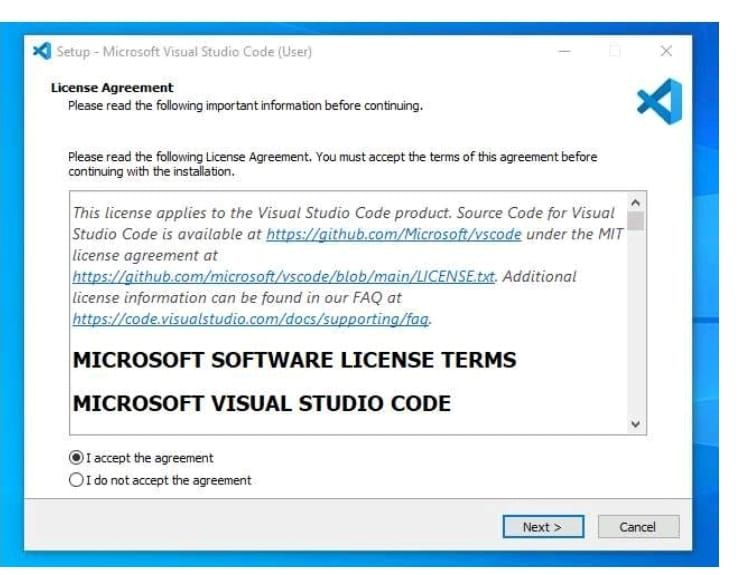 Setup - Microsoft Visual Studio Code (User)
License Agreement
Please read the following important information before continuing.
Please read the following License Agreement. You must accept the terms of this agreement before
continuing with the installation.
This license applies to the Visual Studio Code product. Source Code for Visual
Studio Code is available at https://github.com/Microsoft/vscode under the MIT
license agreement at
https://github.com/microsoft/vscode/blob/main/LICENSE.txt. Additional
license information can be found in our FAQ at
https://code.visualstudio.com/docs/supporting/faq.
MICROSOFT SOFTWARE LICENSE TERMS
MICROSOFT VISUAL STUDIO CODE
I accept the agreement
I do not accept the agreement
Next > Cancel